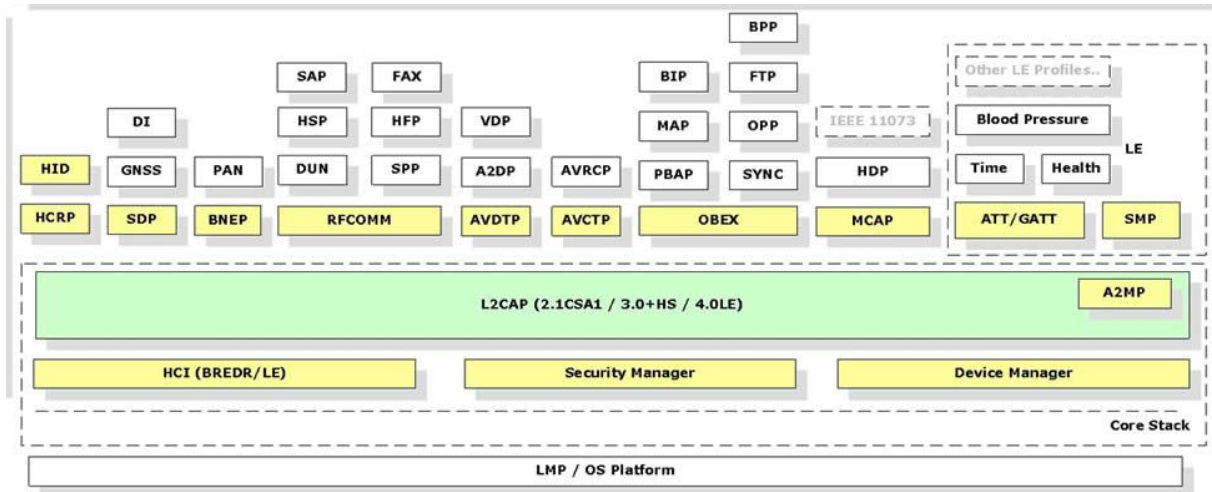 BPP
SAP FAX BIP FTP Other LE Profiles..
DI HSP HFP VDP MAP OPP IEEE 11073 Blood Pressure
LE
HID GNSS PAN DUN SPP A2DP AVRCP PBAP SYNC HDP Time Health
HCRP SDP BNEP RFCOMM AVDTP AVCTP OBEX MCAP ATT/GATT SMP
A2MP
L2CAP (2.1CSA1 / 3.0+HS / 4.0LE)
HCI (BREDR/LE) Security Manager Device Manager
Core Stack
LMP / OS Platform